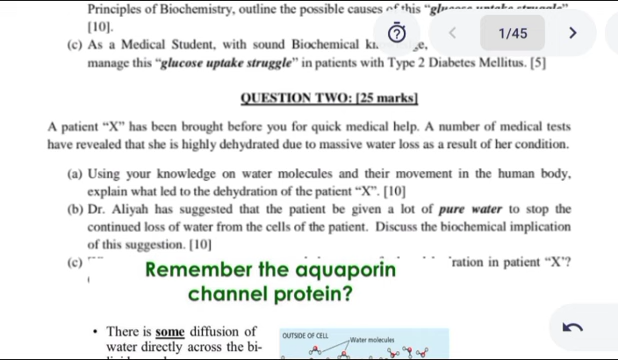 Principles of Biochemistry, outline the possible causes of this "glucose uptake struggle"
[10].
1/45
(c) As a Medical Student, with sound Biochemical
manage this "glucose uptake struggle" in patients with Type 2 Diabetes Mellitus. [5]
QUESTION TWO: [25 marks]
A patient "X" has been brought before you for quick medical help. A number of medical tests
have revealed that she is highly dehydrated due to massive water loss as a result of her condition.
(a) Using your knowledge on water molecules and their movement in the human body,
explain what led to the dehydration of the patient "X". [10]
(b) Dr. Aliyah has suggested that the patient be given a lot of pure water to stop the
continued loss of water from the cells of the patient. Discuss the biochemical implication
of this suggestion. [10]
(c) in patient "X"?
Remember the aquaporin
channel protein?
• There is some diffusion of
water directly across the bi-
OUTSIDE OF CELL
Water molecules